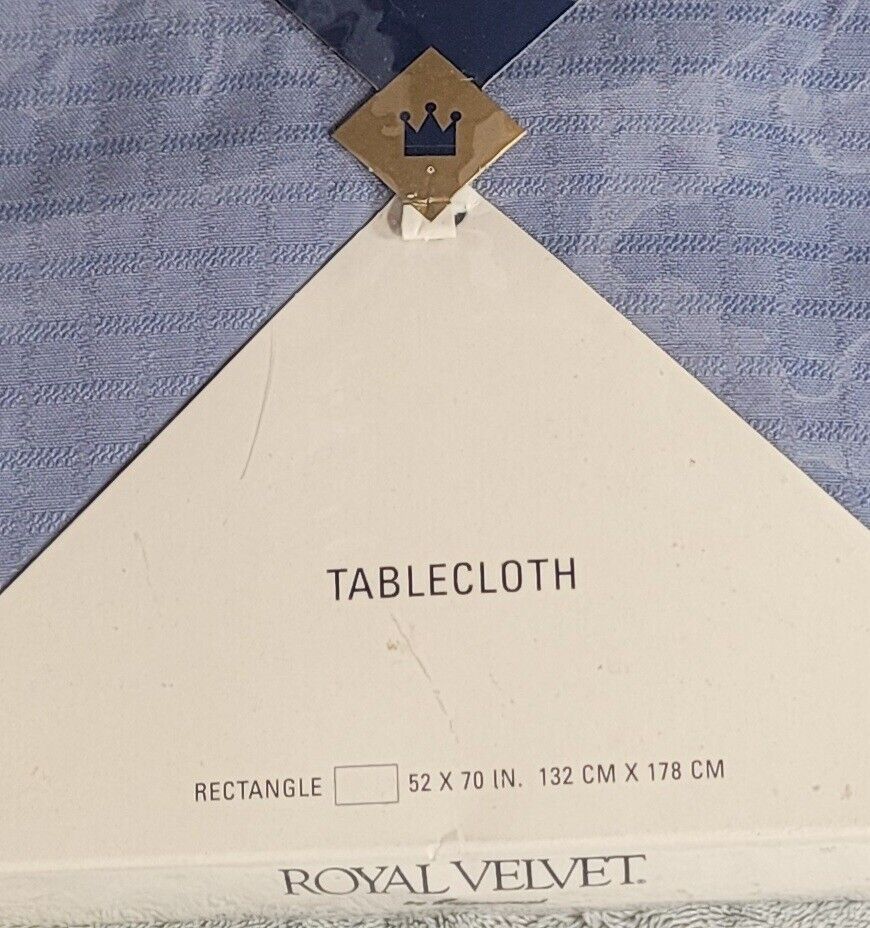 TABLECLOTH
RECTANGLE 52 X 70 IN. 132 CM X 178 CM
ROYAL VELVET®